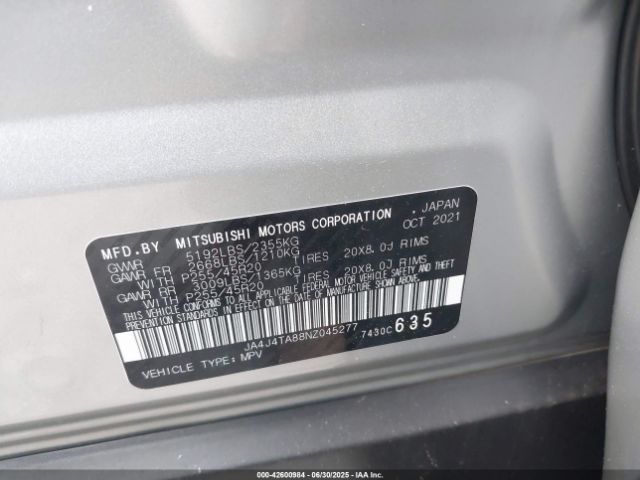 MFD.BY MITSUBISHI MOTORS CORPORATION . JAPAN
OCT 2021
GWWR 5192LBS/2355KG
GAWR FR 2668LBS/1210KG
WITH P255/45R20 TIRES 20X8.0J RIMS
GAWR RR 3009LBS/1365KG
WITH P255/45R20 TIRES 20X8.0J RIMS
THIS VEHICLE CONFORMS TO ALL APPLICABLE FEDERAL MOTOR VEHICLE SAFETY AND THEFT
PREVENTION STANDARDS IN EFFECT ON THE DATE OF MANUFACTURE SHOWN ABOVE.
JA4J4TA88NZ045277 7430C 635
VEHICLE TYPE: MPV
000-42600984 - 06/30/2025 - IAA Inc.